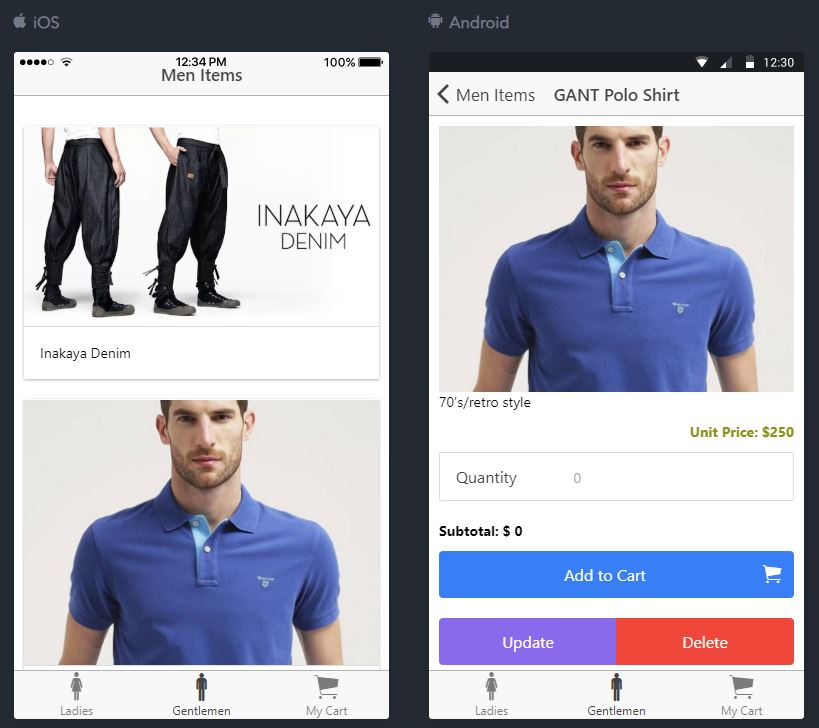 iOS
12:34 PM
100%
Men Items
INAKAYA
DENIM
Inakaya Denim
Ladies
Gentlemen
My Cart
Android
12:30
Men Items
GANT Polo Shirt
70's/retro style
Unit Price: $250
Quantity
0
Subtotal: $ 0
Add to Cart
Update
Delete
Ladies
Gentlemen
My Cart